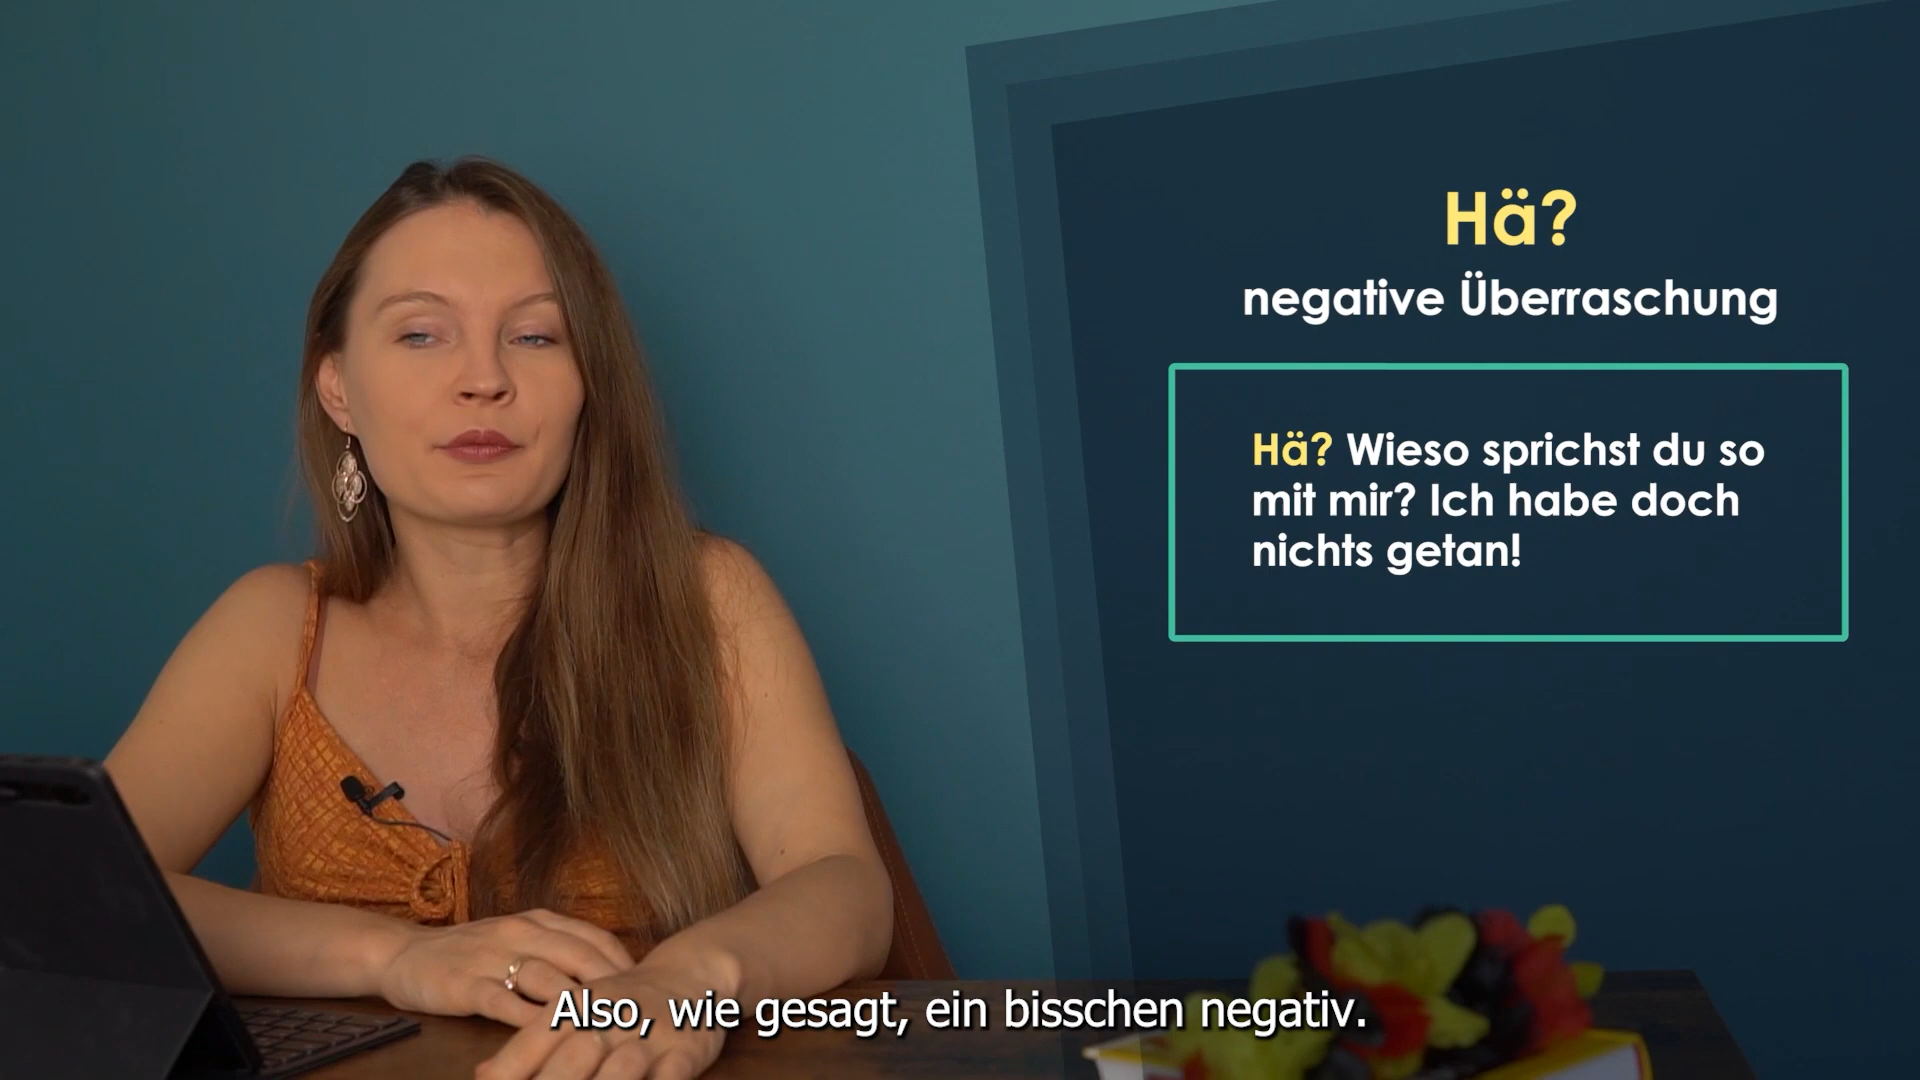 Hä?
negative Überraschung
Hä? Wieso sprichst du so
mit mir? Ich habe doch
nichts getan!
Also, wie gesagt, ein bisschen negativ.